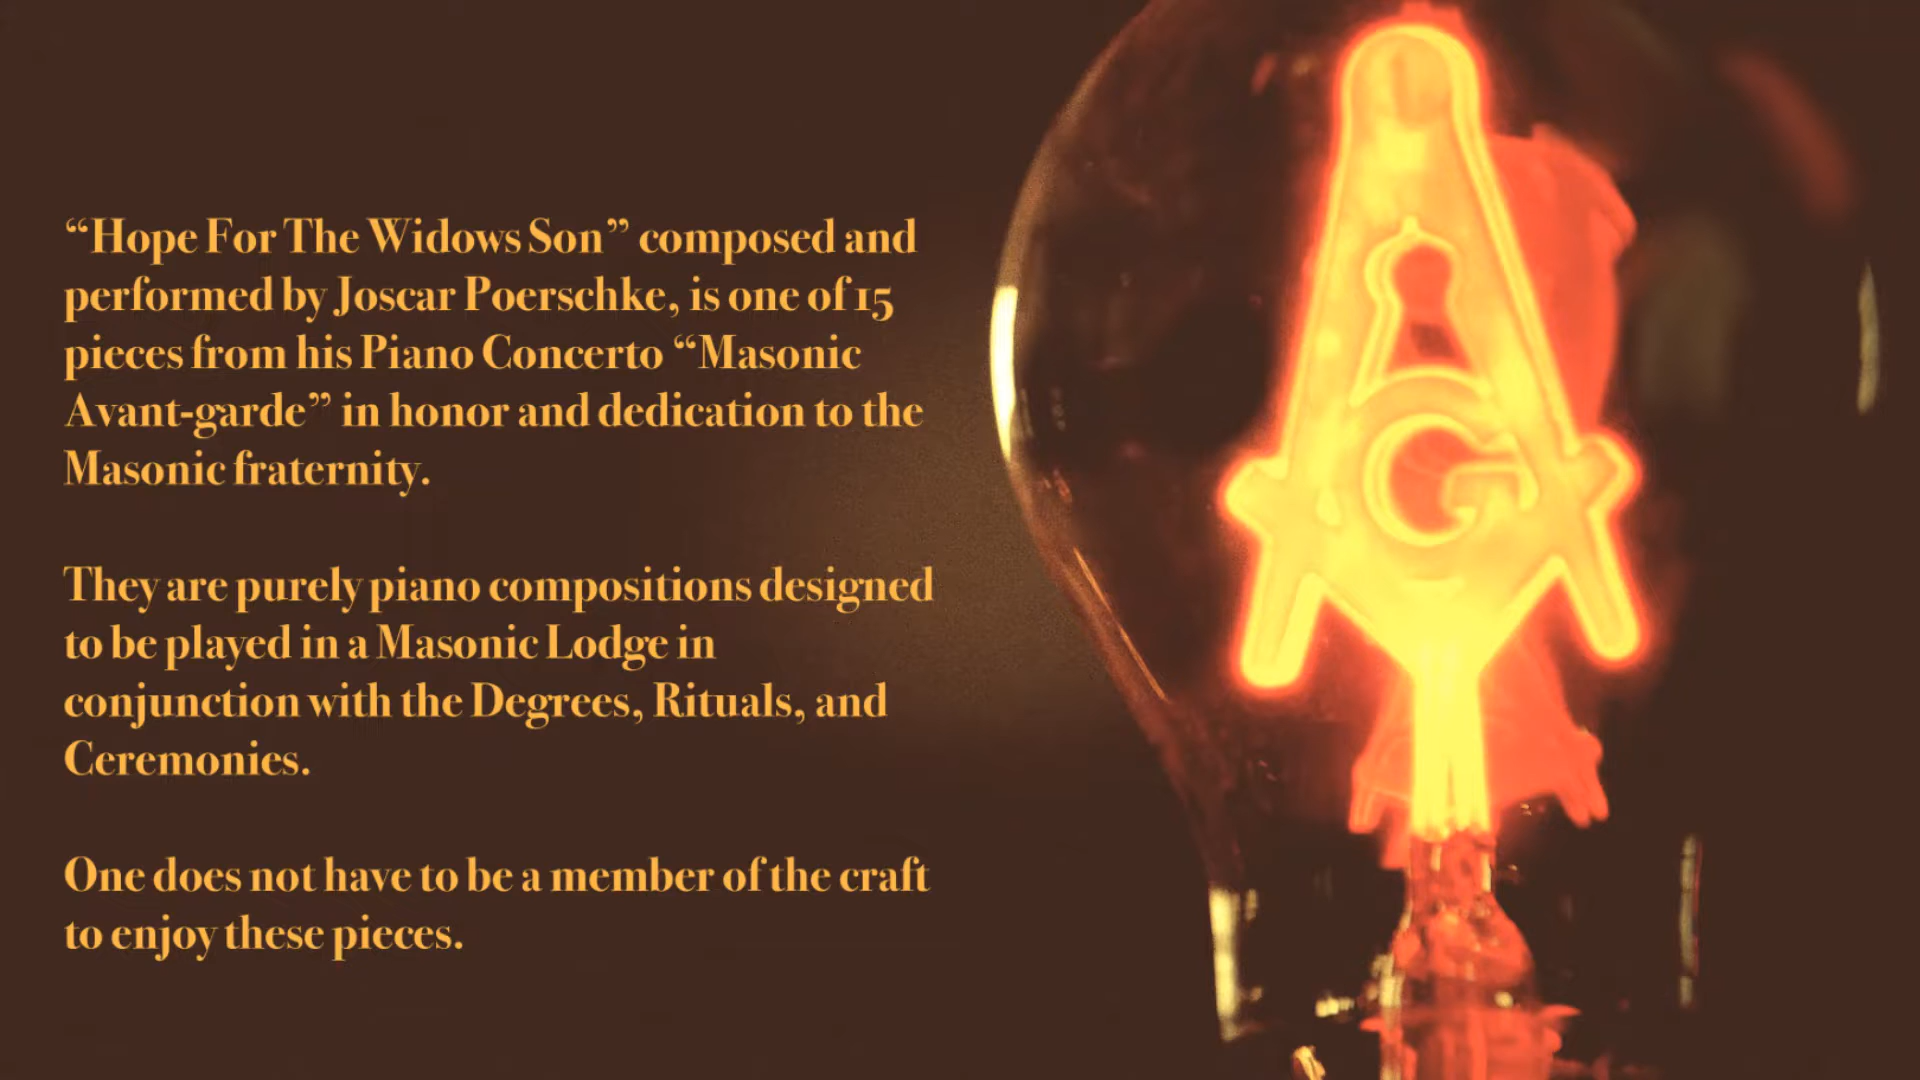 “Hope For The Widows Son” composed and
performed by Joscar Poerschke, is one of 15
pieces from his Piano Concerto “Masonic
Avant-garde” in honor and dedication to the
Masonic fraternity.
They are purely piano compositions designed
to be played in a Masonic Lodge in
conjunction with the Degrees, Rituals, and
Ceremonies.
One does not have to be a member of the craft
to enjoy these pieces.
G